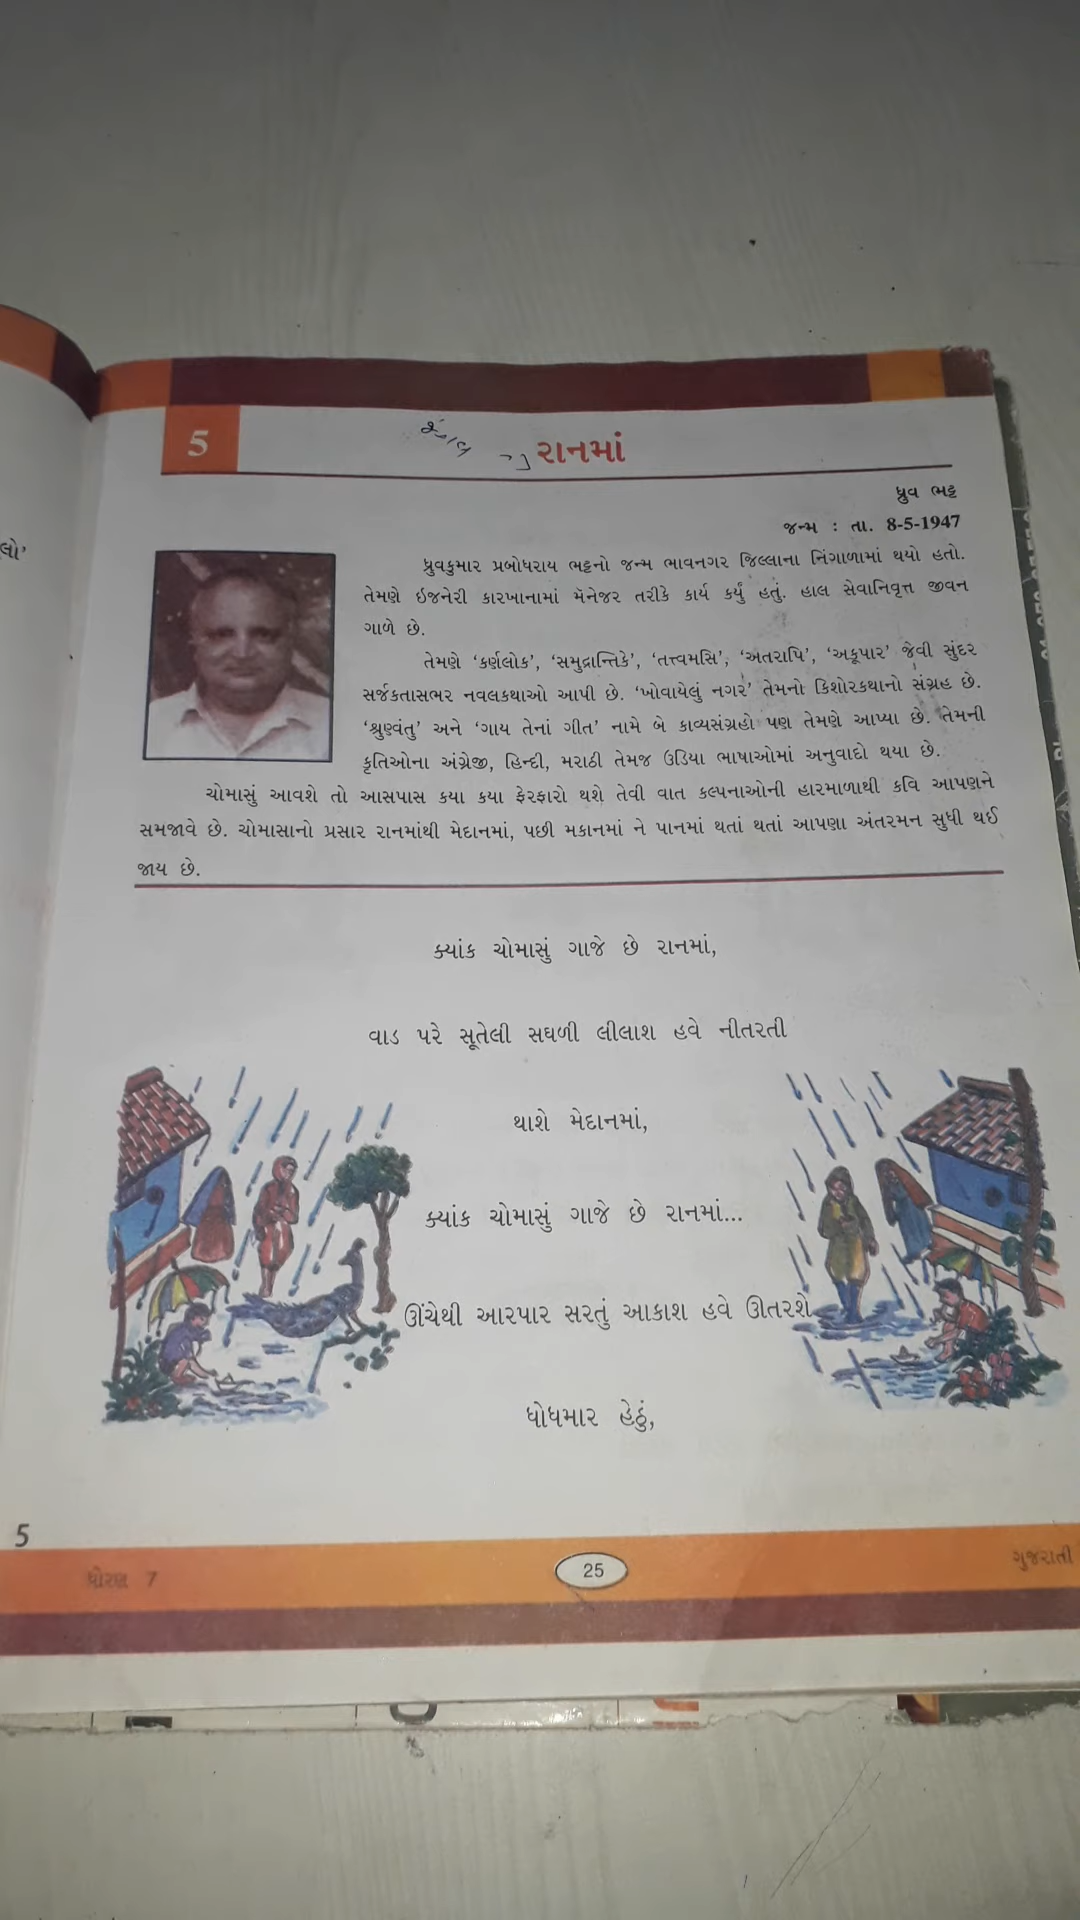 5
રાનમાં
ધ્રુવ ભટ્ટ
જન્મ : તા. 8-5-1947
ધ્રુવકુમાર પ્રબોધરાય ભટ્ટનો જન્મ ભાવનગર જિલ્લાના નિંગાળામાં થયો હતો.
તેમણે ઇજનેરી કારખાનામાં મૅનેજર તરીકે કાર્ય કર્યું હતું. હાલ સેવાનિવૃત્ત જીવન
ગાળે છે.
તેમણે ‘કર્ણલોક’, ‘સમુદ્રાન્તિકે’, ‘તત્ત્વમસિ’, ‘અતરાપિ’, ‘અકૂપાર’ જેવી સુંદર
સર્જકતાસભર નવલકથાઓ આપી છે. ‘ખોવાયેલું નગર’ તેમનો કિશોરકથાનો સંગ્રહ છે.
‘શ્રુણ્વંતુ’ અને ‘ગાય તેનાં ગીત’ નામે બે કાવ્યસંગ્રહો પણ તેમણે આપ્યા છે. તેમની
કૃતિઓના અંગ્રેજી, હિન્દી, મરાઠી તેમજ ઉડિયા ભાષાઓમાં અનુવાદો થયા છે.
ચોમાસું આવશે તો આસપાસ કયા કયા ફેરફારો થશે તેવી વાત કલ્પનાઓની હારમાળાથી કવિ આપણને
સમજાવે છે. ચોમાસાનો પ્રસાર રાનમાંથી મેદાનમાં, પછી મકાનમાં ને પાનમાં થતાં થતાં આપણા અંતરમન સુધી થઈ
જાય છે.
ક્યાંક ચોમાસું ગાજે છે રાનમાં,
વાડ પરે સૂતેલી સઘળી લીલાશ હવે નીતરતી
થાશે મેદાનમાં,
ક્યાંક ચોમાસું ગાજે છે રાનમાં...
ઊંચેથી આરપાર સરતું આકાશ હવે ઊતરશે
ધોધમાર હેઠું,
ધોરણ 7
25
ગુજરાતી
લો’
5